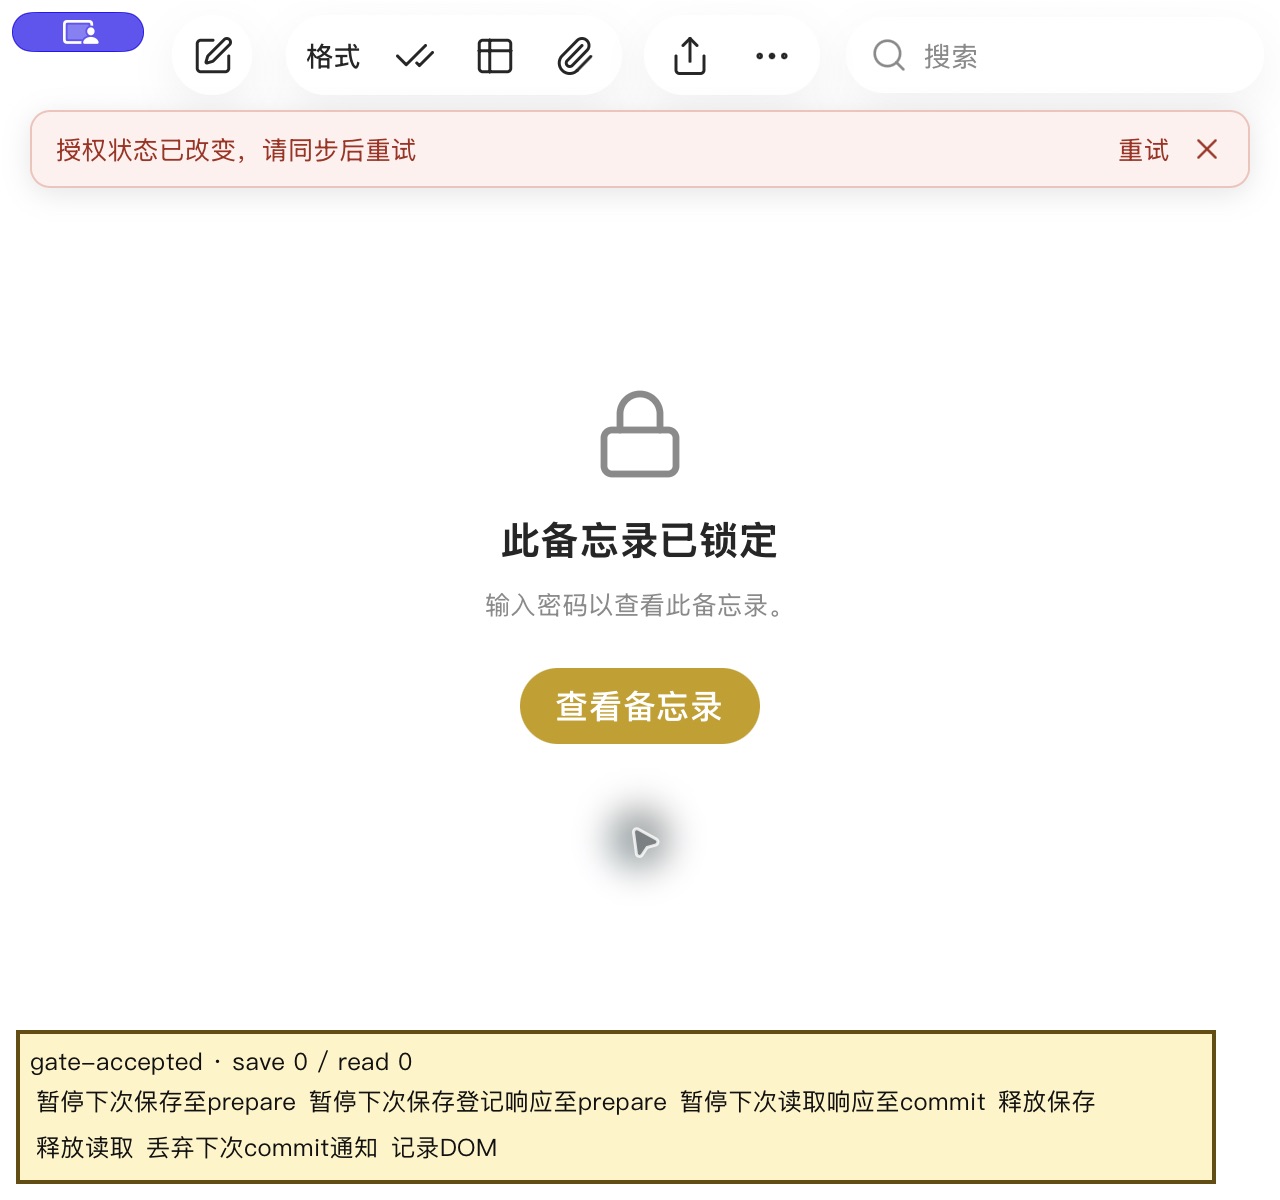 格式
搜索
授权状态已改变，请同步后重试
重试
此备忘录已锁定
输入密码以查看此备忘录。
查看备忘录
gate-accepted · save 0 / read 0
暂停下次保存至prepare 暂停下次保存登记响应至prepare 暂停下次读取响应至commit 释放保存
释放读取 丢弃下次commit通知 记录DOM